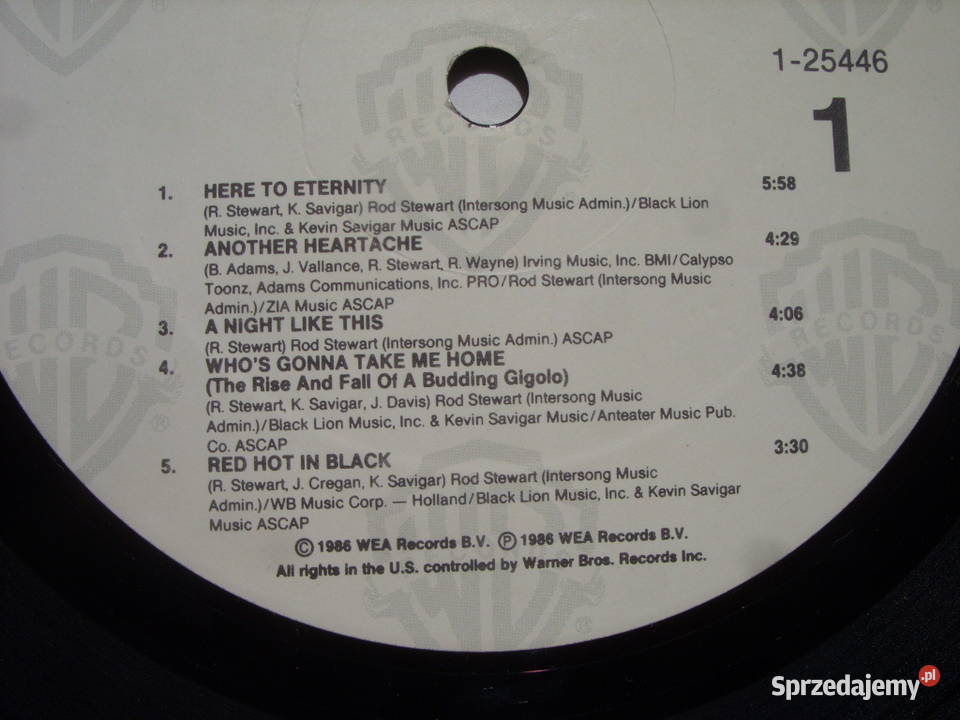 1-25446
1
RECORDS
1. HERE TO ETERNITY 5:58
(R. Stewart, K. Savigar) Rod Stewart (Intersong Music Admin.)/Black Lion
Music, Inc. & Kevin Savigar Music ASCAP
2. ANOTHER HEARTACHE 4:29
(B. Adams, J. Vallance, R. Stewart, R. Wayne) Irving Music, Inc. BMI/Calypso
Toonz, Adams Communications, Inc. PRO/Rod Stewart (Intersong Music
Admin.)/ZIA Music ASCAP
3. A NIGHT LIKE THIS 4:06
(R. Stewart) Rod Stewart (Intersong Music Admin.) ASCAP
4. WHO'S GONNA TAKE ME HOME 4:38
(The Rise And Fall Of A Budding Gigolo)
(R. Stewart, K. Savigar, J. Davis) Rod Stewart (Intersong Music
Admin.)/Black Lion Music, Inc. & Kevin Savigar Music/Anteater Music Pub.
Co. ASCAP
5. RED HOT IN BLACK 3:30
(R. Stewart, J. Cregan, K. Savigar) Rod Stewart (Intersong Music
Admin.)/WB Music Corp. — Holland/Black Lion Music, Inc. & Kevin Savigar
Music ASCAP
© 1986 WEA Records B.V. ℗ 1986 WEA Records B.V.
All rights in the U.S. controlled by Warner Bros. Records Inc.
RECORDS
RECORDS
Sprzedajemy.pl